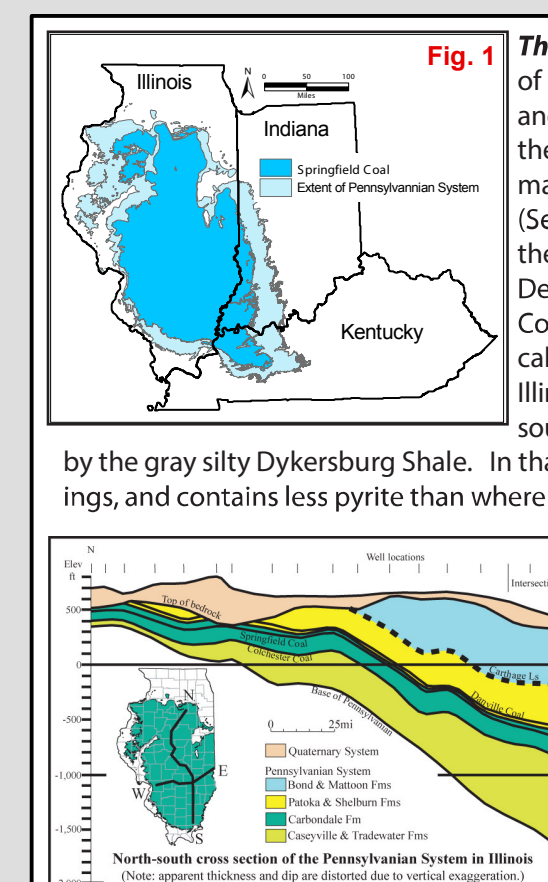 Fig. 1
Illinois
N
0 50 100
Miles
Indiana
Springfield Coal
Extent of Pennsylvannian System
Kentucky
Th
of
and
the
ma
(Se
the
De
Co
cal
Illin
sou
by the gray silty Dykersburg Shale. In tha
ings, and contains less pyrite than where
N
Elev
ft
Well locations
Intersecti
500
0
-500
-1,000
-1,500
-2,000
Top of bedrock
Springfield Coal
Colchester Coal
Base of Pennsylvanian
Carthage Ls
Danville Coal
N
E
W
S
0 25mi
Quaternary System
Pennsylvanian System
Bond & Mattoon Fms
Patoka & Shelburn Fms
Carbondale Fm
Caseyville & Tradewater Fms
North-south cross section of the Pennsylvanian System in Illinois
(Note: apparent thickness and dip are distorted due to vertical exaggeration.)